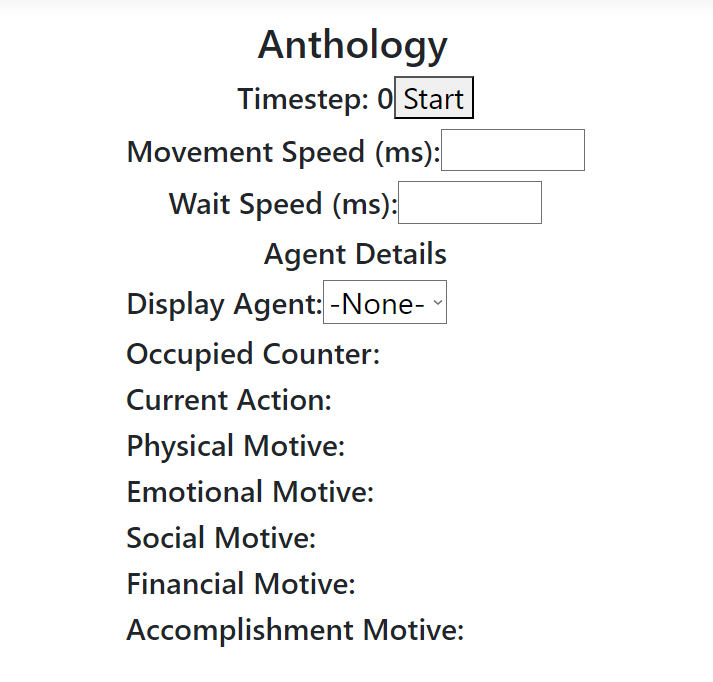 Anthology
Timestep: 0 Start
Movement Speed (ms):
Wait Speed (ms):
Agent Details
Display Agent: -None-
Occupied Counter:
Current Action:
Physical Motive:
Emotional Motive:
Social Motive:
Financial Motive:
Accomplishment Motive: